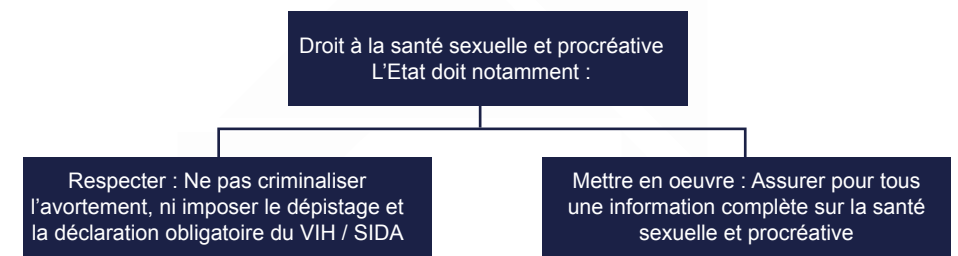 Droit à la santé sexuelle et procréative
L'Etat doit notamment :
Respecter : Ne pas criminaliser
l'avortement, ni imposer le dépistage et
la déclaration obligatoire du VIH / SIDA
Mettre en oeuvre : Assurer pour tous
une information complète sur la santé
sexuelle et procréative